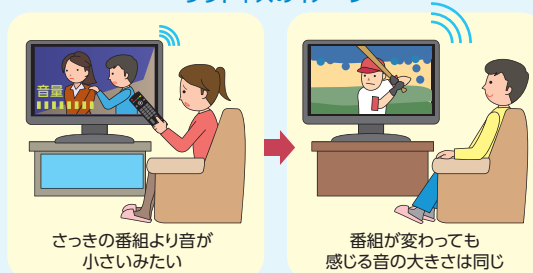 音量
さっきの番組より音が
小さいみたい
番組が変わっても
感じる音の大きさは同じ